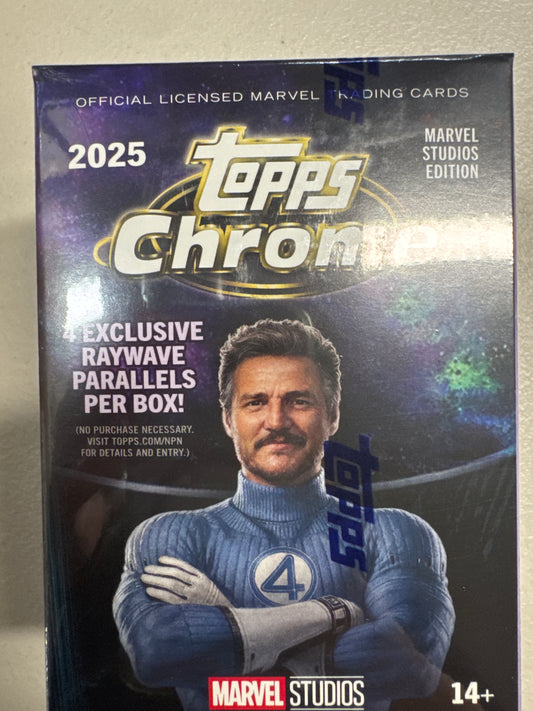 OFFICIAL LICENSED MARVEL TRADING CARDS
2025
MARVEL
STUDIOS
EDITION
topps
Chrome
4 EXCLUSIVE
RAYWAVE
PARALLELS
PER BOX!
(NO PURCHASE NECESSARY.
VISIT TOPPS.COM/NPN
FOR DETAILS AND ENTRY.)
topps
topps
4
MARVEL STUDIOS
14+